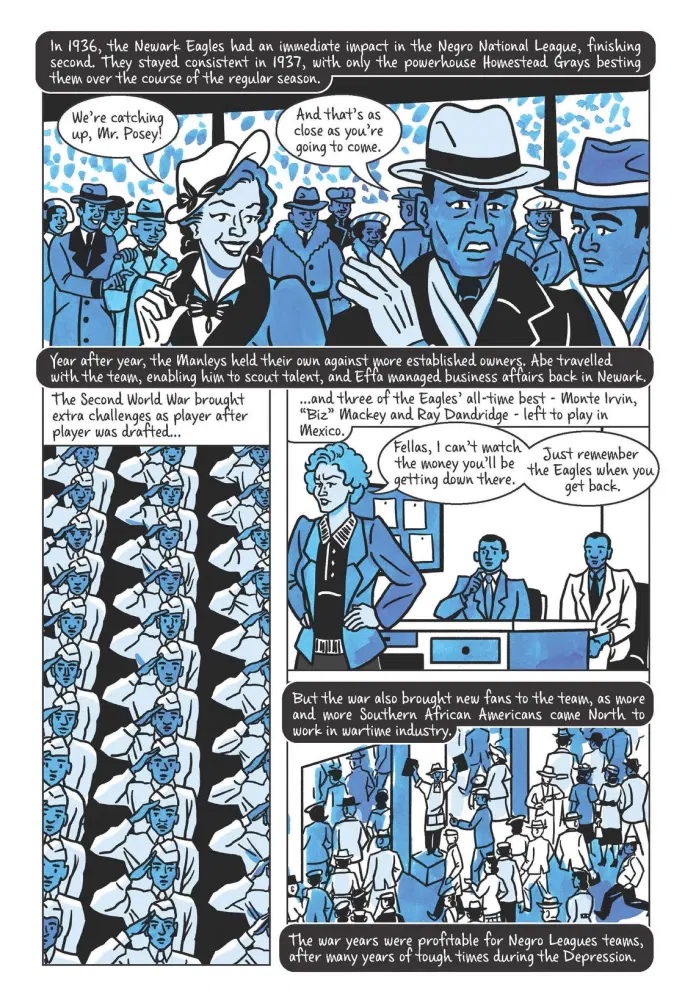 In 1936, the Newark Eagles had an immediate impact in the Negro National League, finishing
second. They stayed consistent in 1937, with only the powerhouse Homestead Grays besting
them over the course of the regular season.
We're catching
up, Mr. Posey!
And that's as
close as you're
going to come.
Year after year, the Manleys held their own against more established owners. Abe travelled
with the team, enabling him to scout talent, and Effa managed business affairs back in Newark.
The Second World War brought
extra challenges as player after
player was drafted...
...and three of the Eagles' all-time best - Monte Irvin,
"Biz" Mackey and Ray Dandridge - left to play in
Mexico.
Fellas, I can't match
the money you'll be
getting down there.
Just remember
the Eagles when you
get back.
But the war also brought new fans to the team, as more
and more Southern African Americans came North to
work in wartime industry.
The war years were profitable for Negro Leagues teams,
after many years of tough times during the Depression.